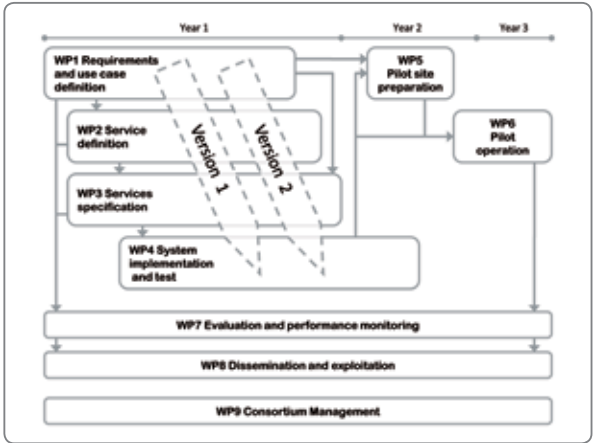 Year 1
Year 2
Year 3
WP1 Requirements
and use case
definition
WP5
Pilot site
preparation
WP2 Service
definition
WP6
Pilot
operation
Version 1
Version 2
WP3 Services
specification
WP4 System
implementation
and test
WP7 Evaluation and performance monitoring
WP8 Dissemination and exploitation
WP9 Consortium Management